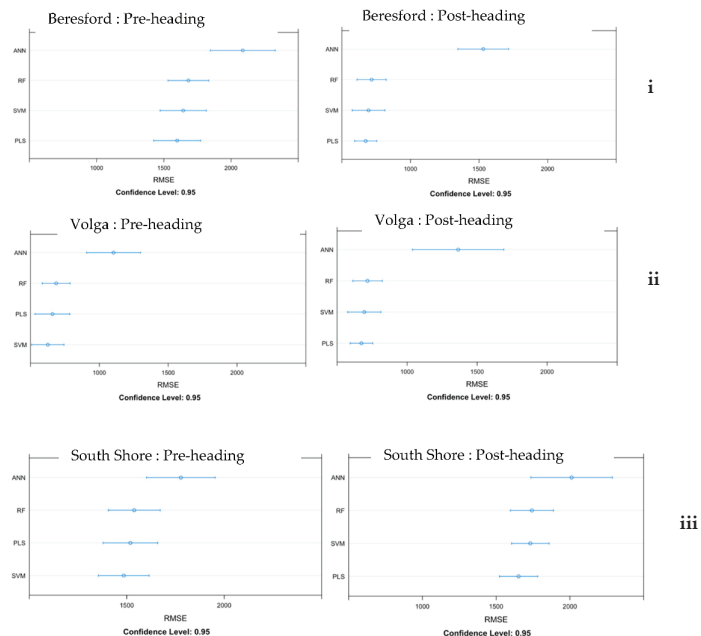 Beresford : Pre-heading
ANN
RF
SVM
PLS
1000 1500 2000
RMSE
Confidence Level: 0.95
Beresford : Post-heading
ANN
RF
SVM
PLS
1000 1500 2000
RMSE
Confidence Level: 0.95
i
Volga : Pre-heading
ANN
RF
PLS
SVM
1000 1500 2000
RMSE
Confidence Level: 0.95
Volga : Post-heading
ANN
RF
SVM
PLS
1000 1500 2000
RMSE
Confidence Level: 0.95
ii
South Shore : Pre-heading
ANN
RF
PLS
SVM
1500 2000
RMSE
Confidence Level: 0.95
South Shore : Post-heading
ANN
RF
SVM
PLS
1000 1500 2000
RMSE
Confidence Level: 0.95
iii